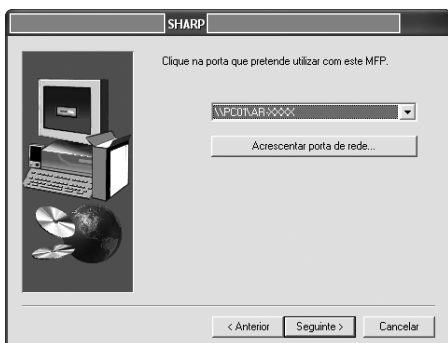 SHARP
Clique na porta que pretende utilizar com este MFP.
\\PC01\AR-XXXX
Acrescentar porta de rede...
< Anterior
Seguinte >
Cancelar